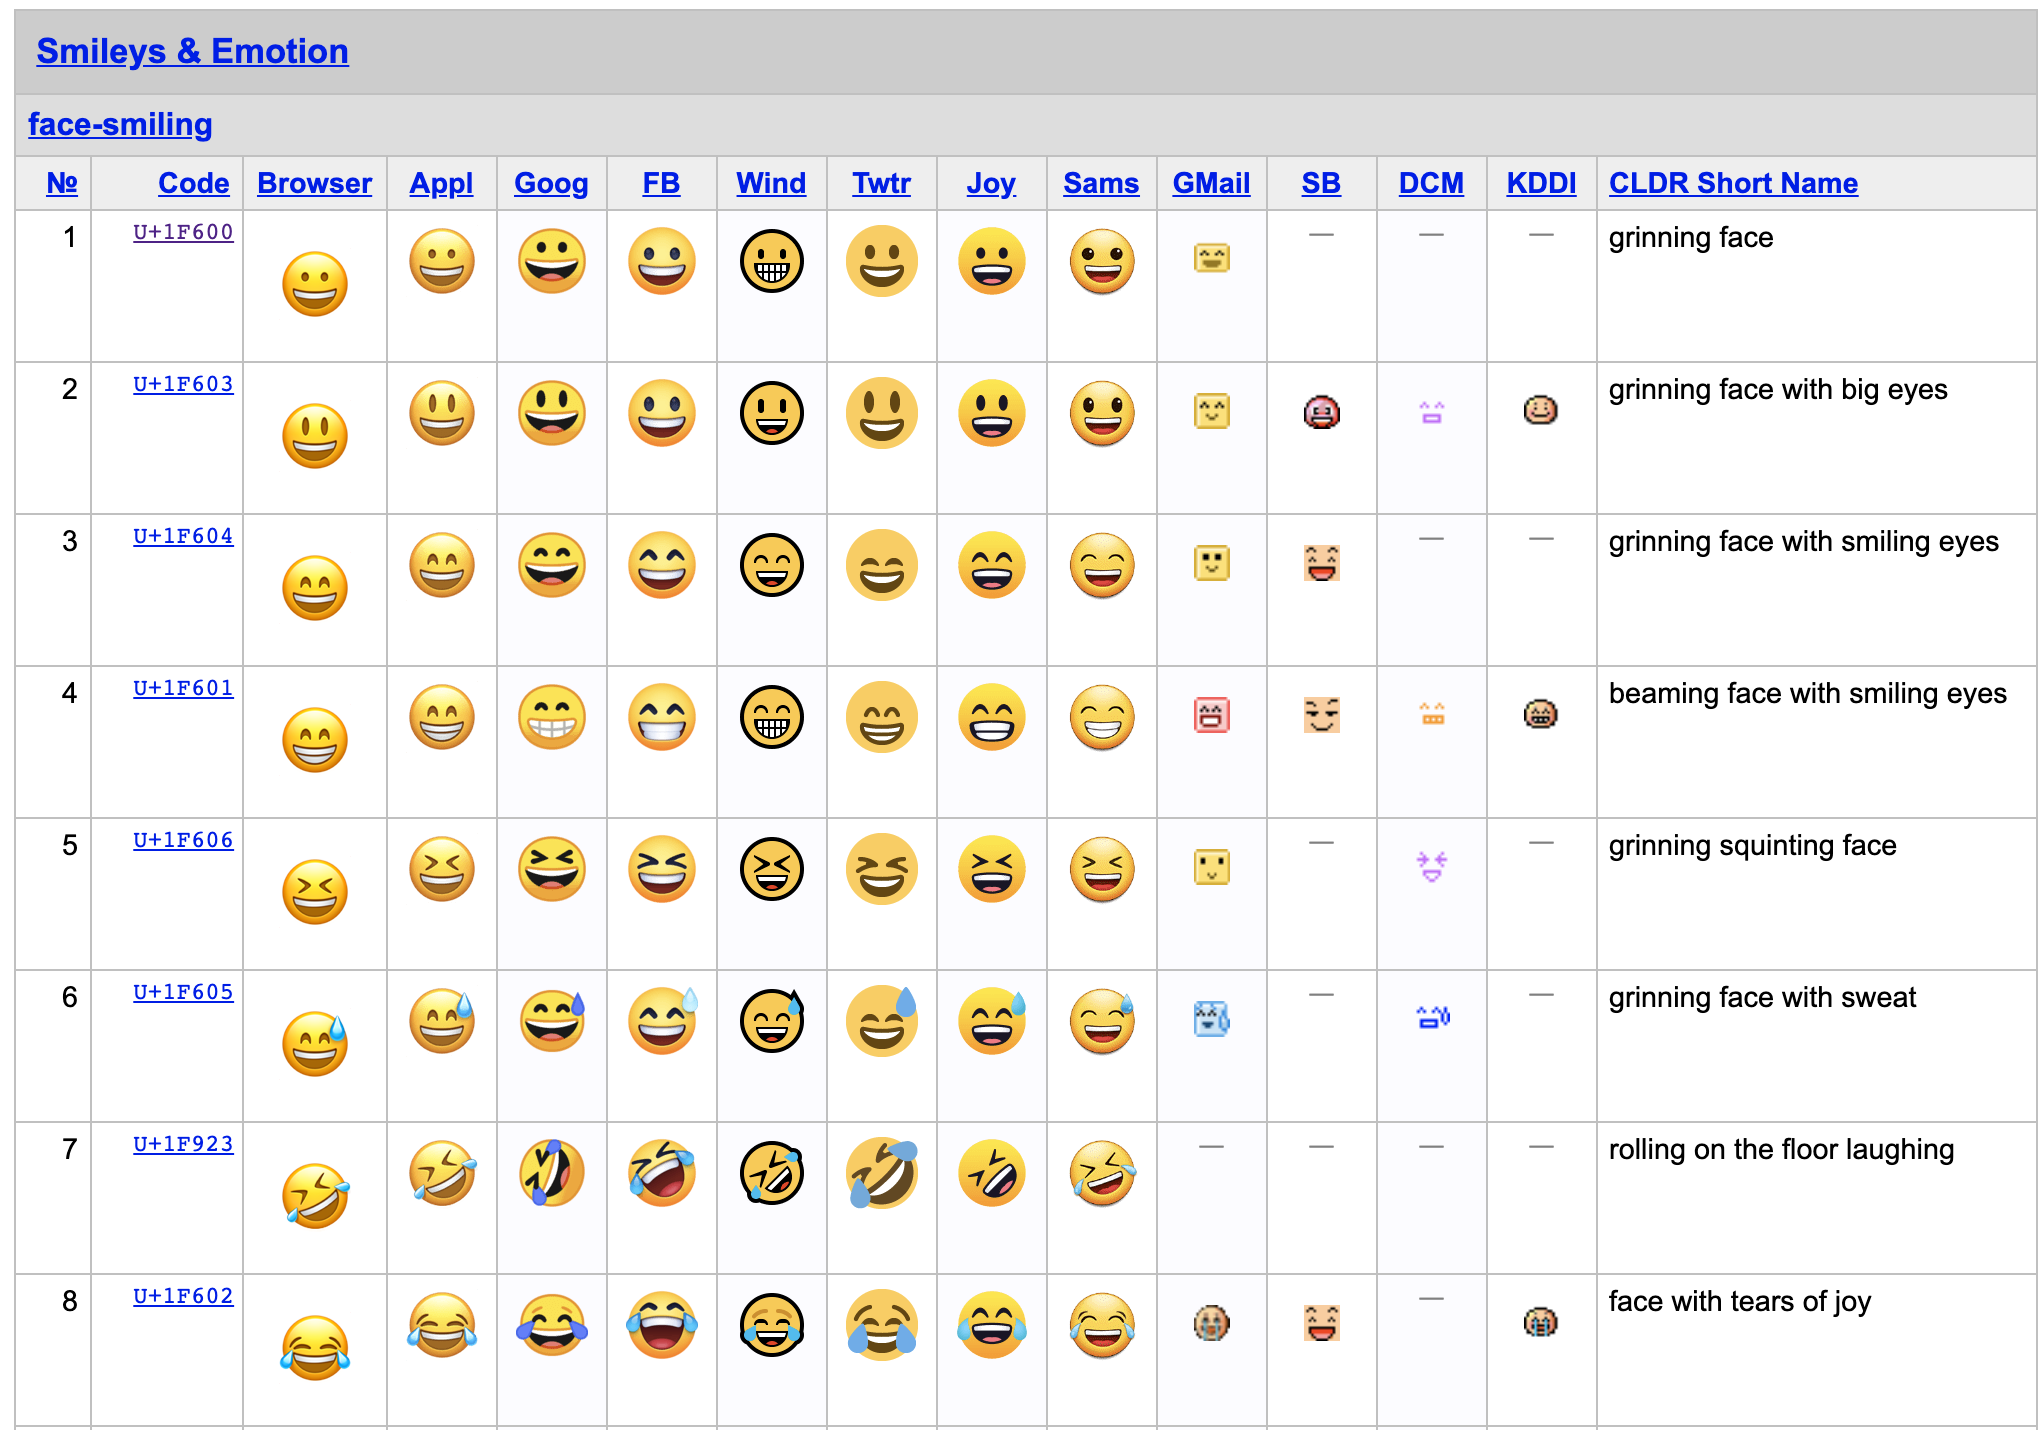 Smileys & Emotion
face-smiling
№ Code Browser Appl Goog FB Wind Twtr Joy Sams GMail SB DCM KDDI CLDR Short Name
1 U+1F600 — — — grinning face
2 U+1F603 grinning face with big eyes
3 U+1F604 — — grinning face with smiling eyes
4 U+1F601 beaming face with smiling eyes
5 U+1F606 — — grinning squinting face
6 U+1F605 — — grinning face with sweat
7 U+1F923 — — — — rolling on the floor laughing
8 U+1F602 — face with tears of joy